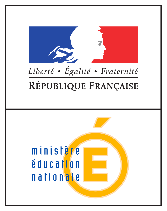 Liberté • Égalité • Fraternité
RÉPUBLIQUE FRANÇAISE
ministère
éducation
nationale
É